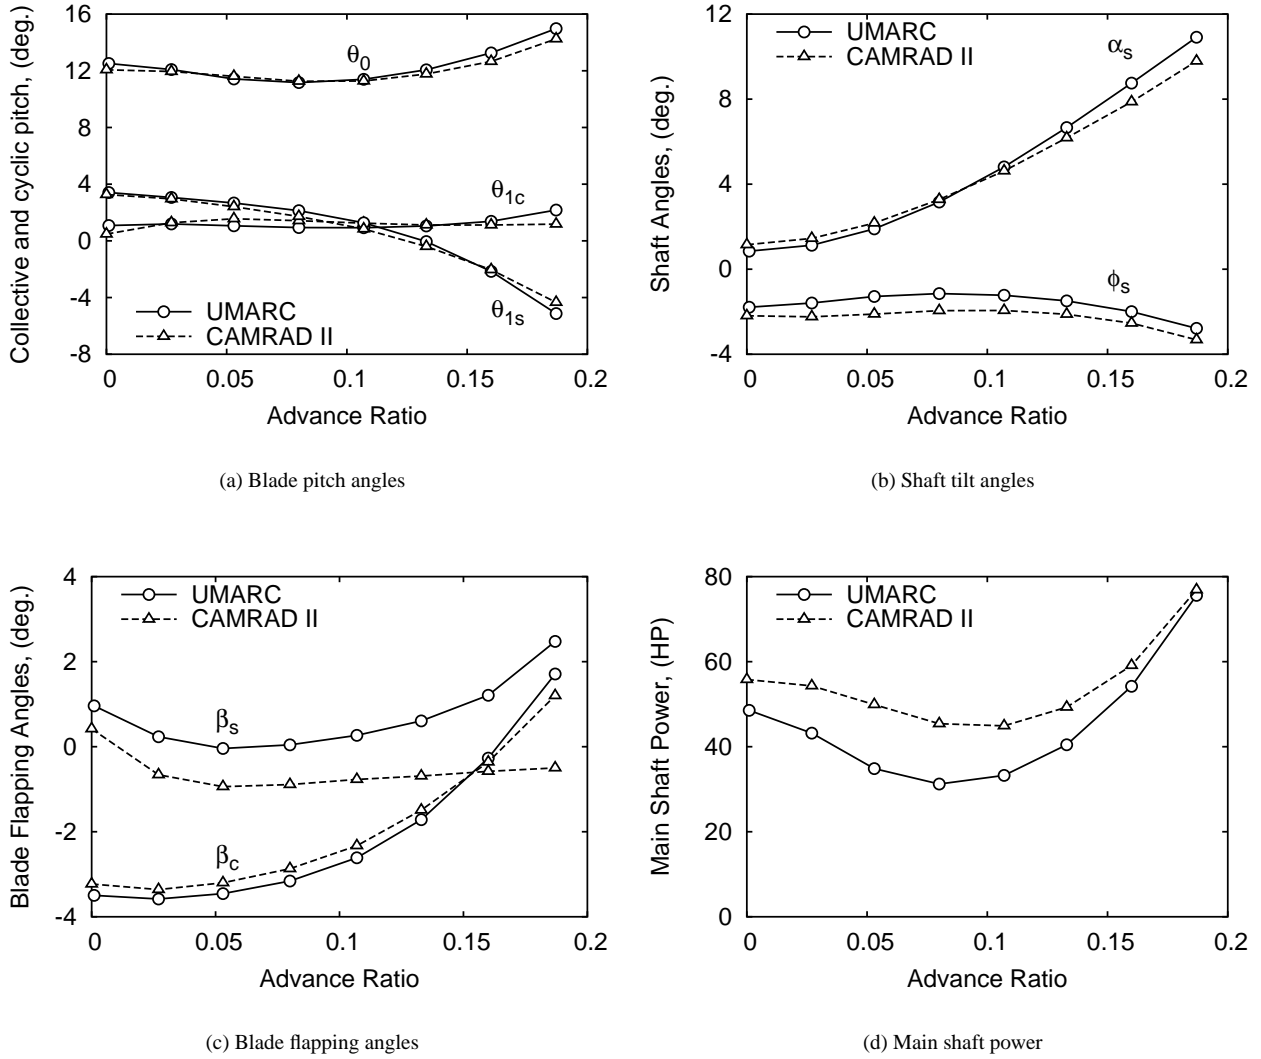 Collective and cyclic pitch, (deg.)
16
12
8
4
0
-4
-8
θ0
θ1c
θ1s
UMARC
CAMRAD II
0 0.05 0.1 0.15 0.2
Advance Ratio
(a) Blade pitch angles
Shaft Angles, (deg.)
12
8
4
0
-4
UMARC
CAMRAD II
αs
ϕs
0 0.05 0.1 0.15 0.2
Advance Ratio
(b) Shaft tilt angles
Blade Flapping Angles, (deg.)
4
2
0
-2
-4
UMARC
CAMRAD II
βs
βc
0 0.05 0.1 0.15 0.2
Advance Ratio
(c) Blade flapping angles
Main Shaft Power, (HP)
80
60
40
20
0
UMARC
CAMRAD II
0 0.05 0.1 0.15 0.2
Advance Ratio
(d) Main shaft power